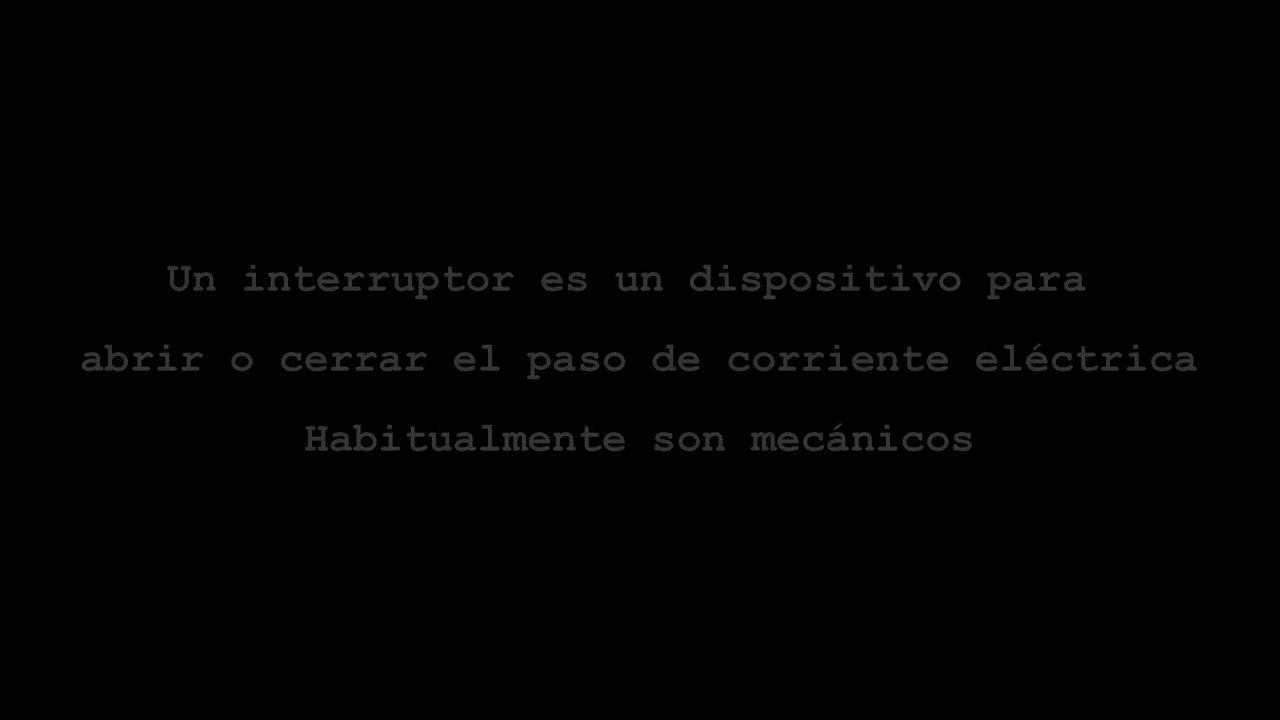 Un interruptor es un dispositivo para
abrir o cerrar el paso de corriente eléctrica
Habitualmente son mecánicos